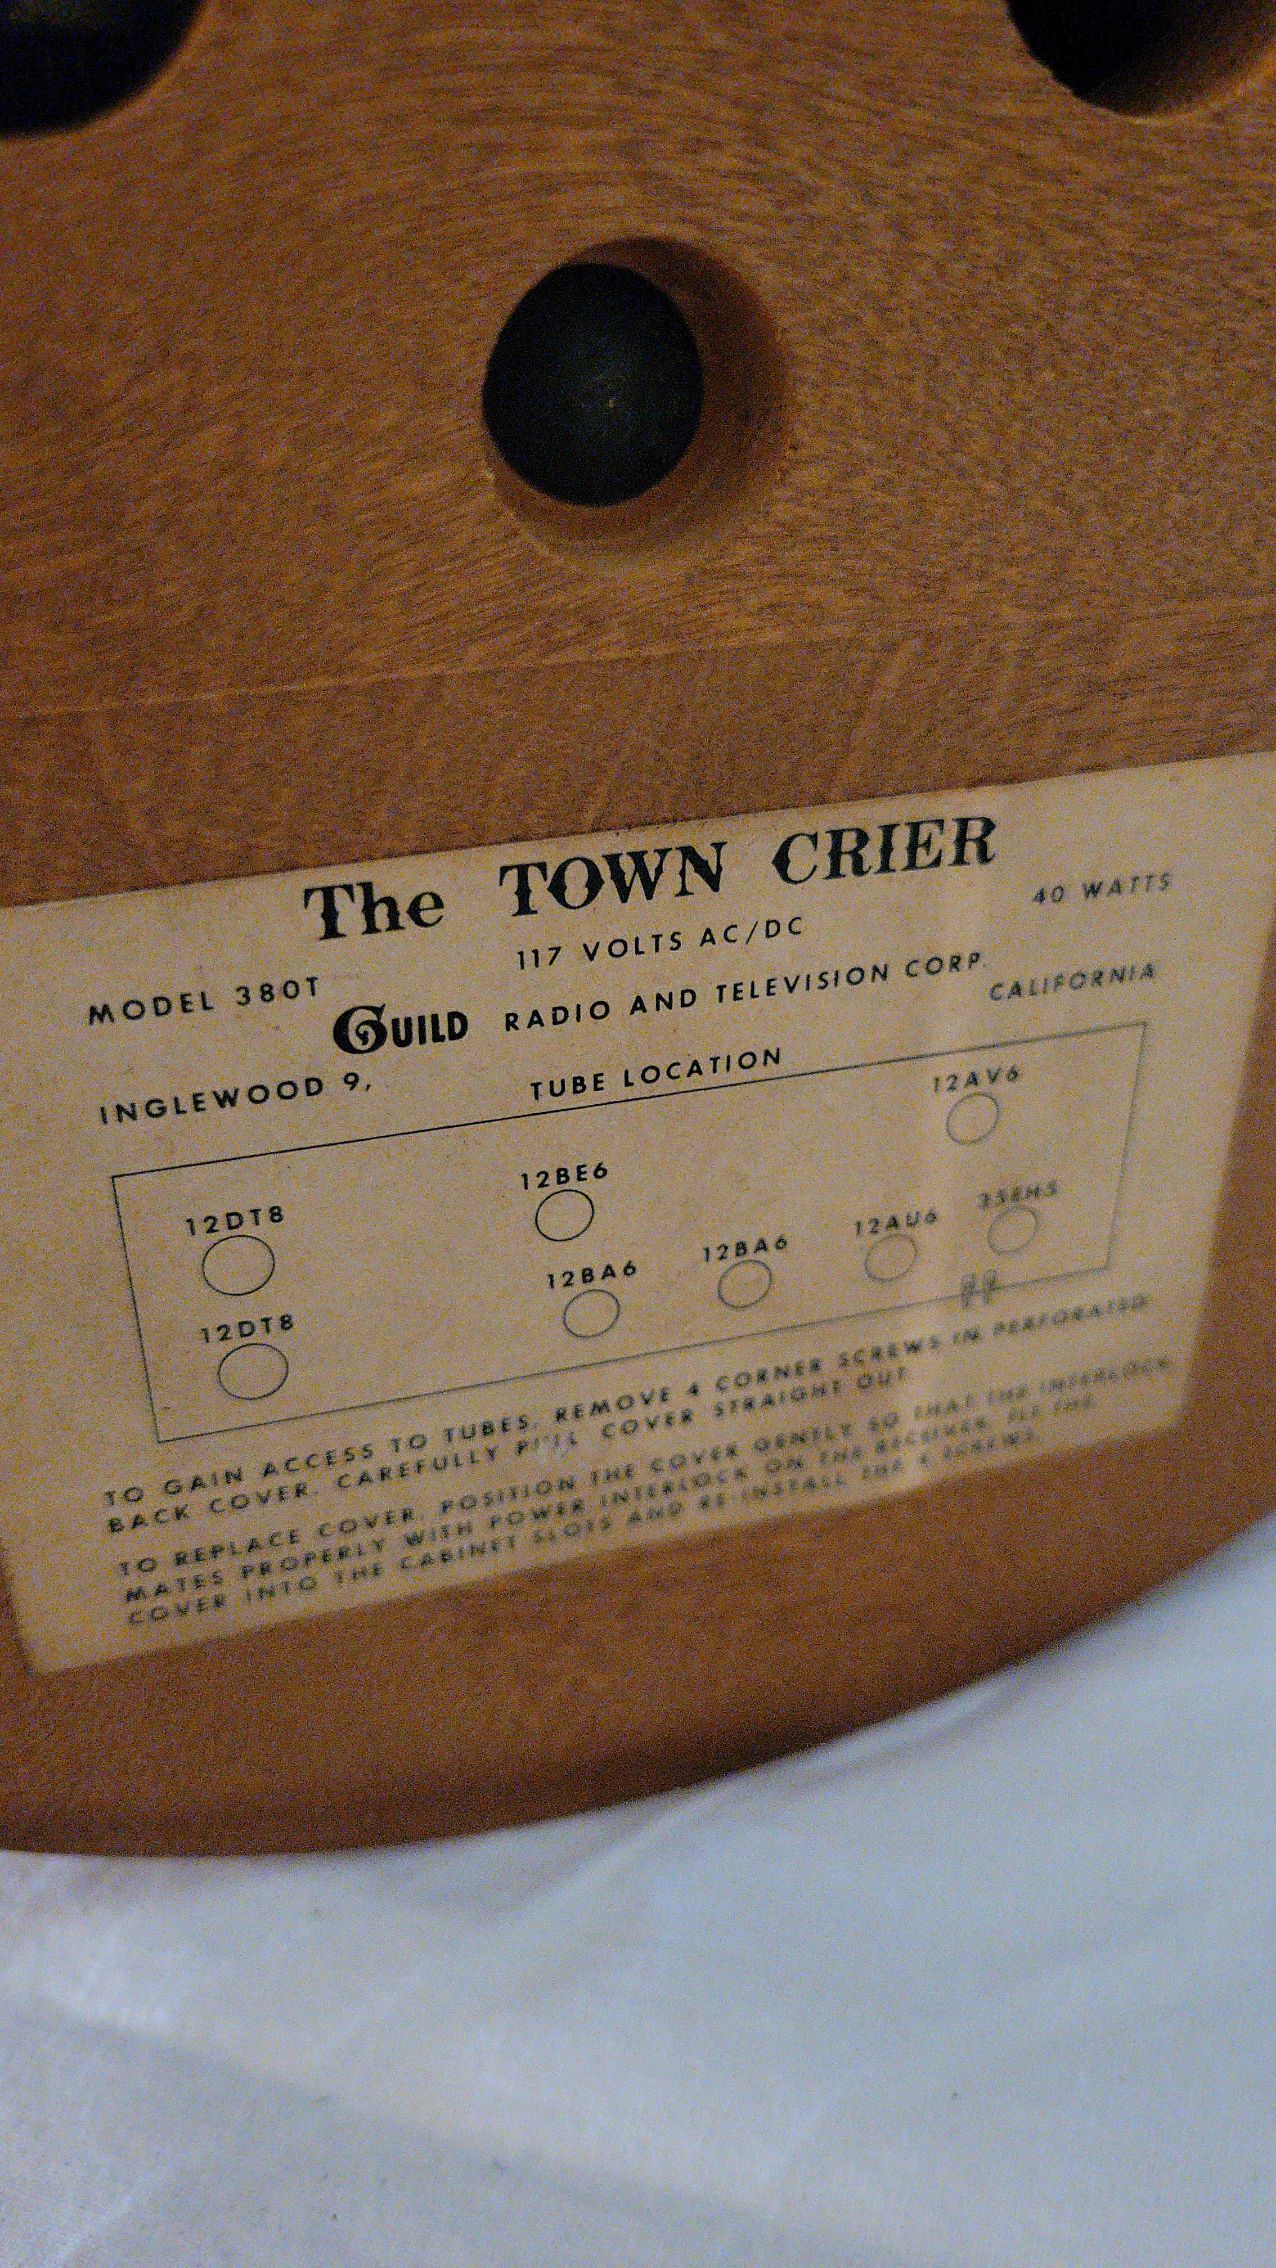 The TOWN CRIER
MODEL 380T 117 VOLTS AC/DC 40 WATTS
GUILD RADIO AND TELEVISION CORP.
INGLEWOOD 9, CALIFORNIA
TUBE LOCATION
12AV6
12BE6
12DT8
35EH5
12AU6
12BA6
12BA6
12DT8
TO GAIN ACCESS TO TUBES, REMOVE 4 CORNER SCREWS IN PERFORATED
BACK COVER. CAREFULLY PULL COVER STRAIGHT OUT.
TO REPLACE COVER, POSITION THE COVER GENTLY SO THAT THE INTERLOCK
MATES PROPERLY WITH POWER INTERLOCK ON THE RECEIVER. THE
COVER INTO THE CABINET SLOTS AND RE-INSTALL THE 4 SCREWS.